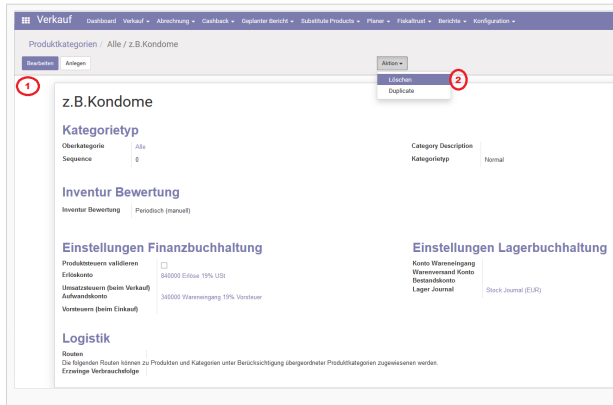 Verkauf Dashboard Verkauf Abrechnung Cashback Geplanter Bericht Substitute Products Planer Fiskaltrust Berichte Konfiguration
Produktkategorien / Alle / z.B.Kondome
Bearbeiten Anlegen Aktion
Löschen
Duplicate
1
2
z.B.Kondome
Kategorietyp
Oberkategorie Alle Category Description
Sequence 0 Kategorietyp Normal
Inventur Bewertung
Inventur Bewertung Periodisch (manuell)
Einstellungen Finanzbuchhaltung Einstellungen Lagerbuchhaltung
Produktsteuern validieren Konto Wareneingang
Erlöskonto 840000 Erlöse 19% USt Warenversand Konto
Bestandskonto
Umsatzsteuern (beim Verkauf) Lager Journal Stock Journal (EUR)
Aufwandskonto 340000 Wareneingang 19% Vorsteuer
Vorsteuern (beim Einkauf)
Logistik
Routen
Die folgenden Routen können zu Produkten und Kategorien unter Berücksichtigung übergeordneter Produktkategorien zugewiesenen werden.
Erzwinge Verbrauchsfolge